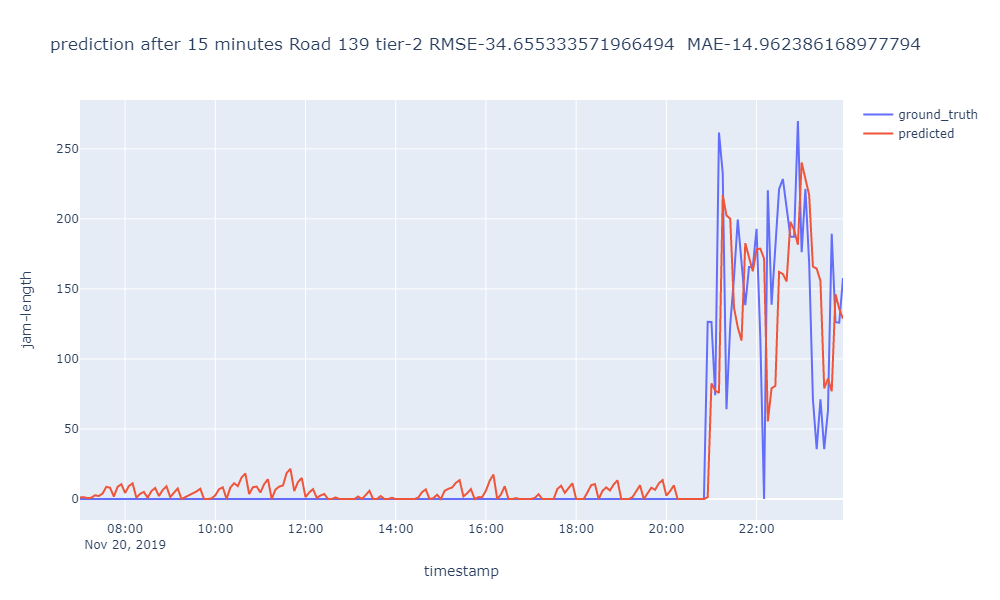 prediction after 15 minutes Road 139 tier-2 RMSE-34.655333571966494  MAE-14.962386168977794
ground_truth
predicted
250
200
150
100
50
0
jam-length
08:00 10:00 12:00 14:00 16:00 18:00 20:00 22:00
Nov 20, 2019
timestamp